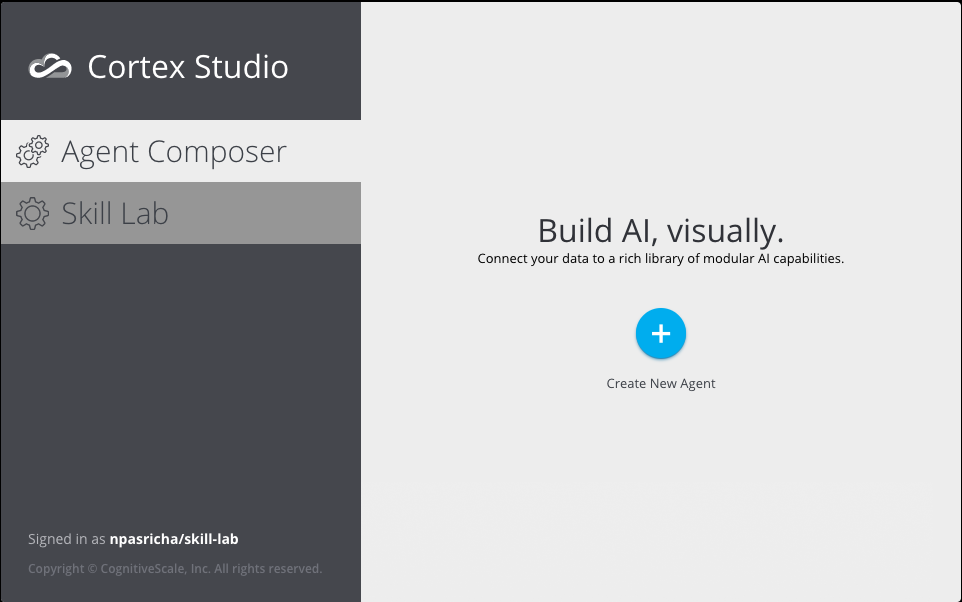 Cortex Studio
Agent Composer
Skill Lab
Build AI, visually.
Connect your data to a rich library of modular AI capabilities.
Create New Agent
Signed in as npasricha/skill-lab
Copyright © CognitiveScale, Inc. All rights reserved.